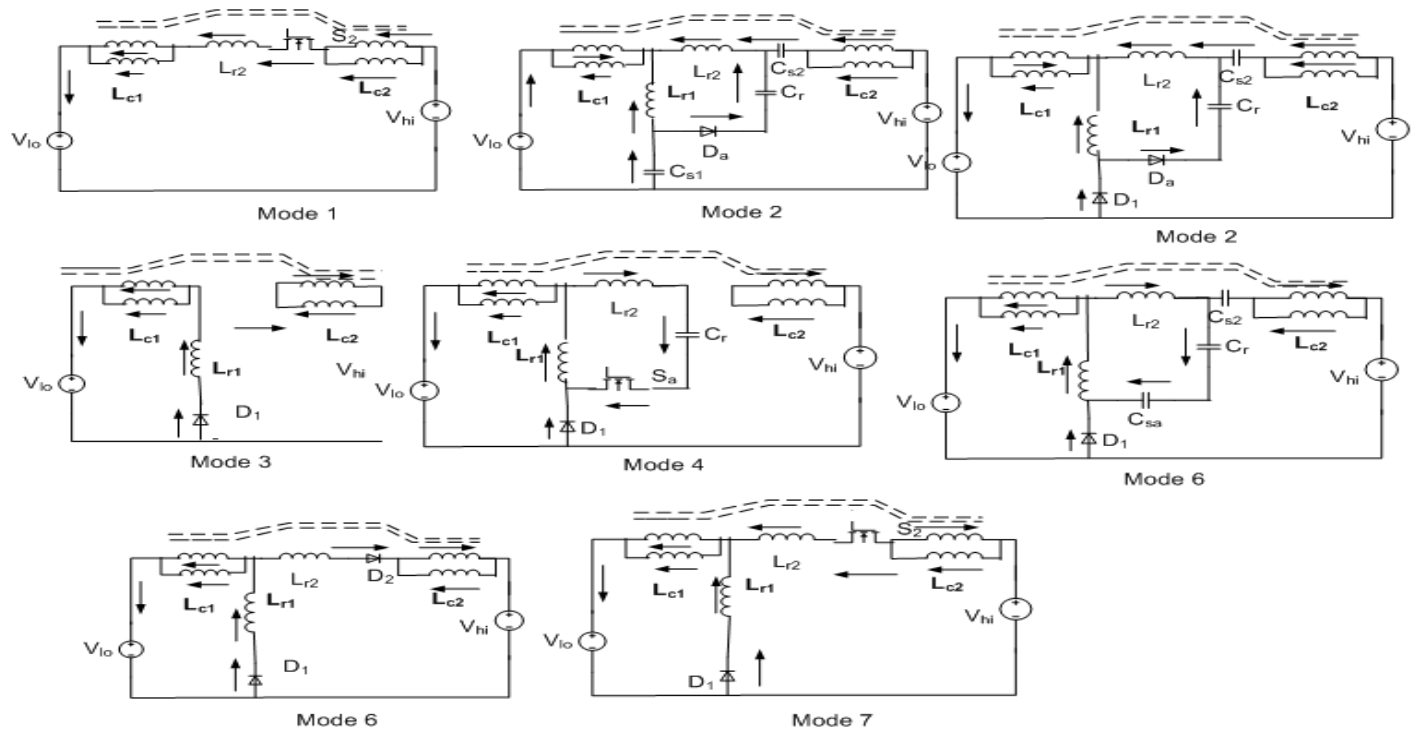 S2
Lr2
Lc1
Lc2
Vlo
Vhi
Mode 1
Cs2
Lr2
Lc1
Lr1
Cr
Lc2
Vlo
Vhi
Da
Cs1
Mode 2
Cs2
Lr2
Lc1
Cr
Lc2
Lr1
Vhi
Vlo
Da
D1
Mode 2
Lc1
Lc2
Lr1
Vlo
Vhi
D1
Mode 3
Lr2
Cr
Lc1
Lr1
Lc2
Vhi
Vlo
Sa
D1
Mode 4
Lr2
Cs2
Cr
Lc1
Lr1
Lc2
Vhi
Vlo
Csa
D1
Mode 6
Lr2
D2
Lc1
Lr1
Lc2
Vlo
Vhi
D1
Mode 6
S2
Lr2
Lc1
Lr1
Lc2
Vhi
Vlo
D1
Mode 7